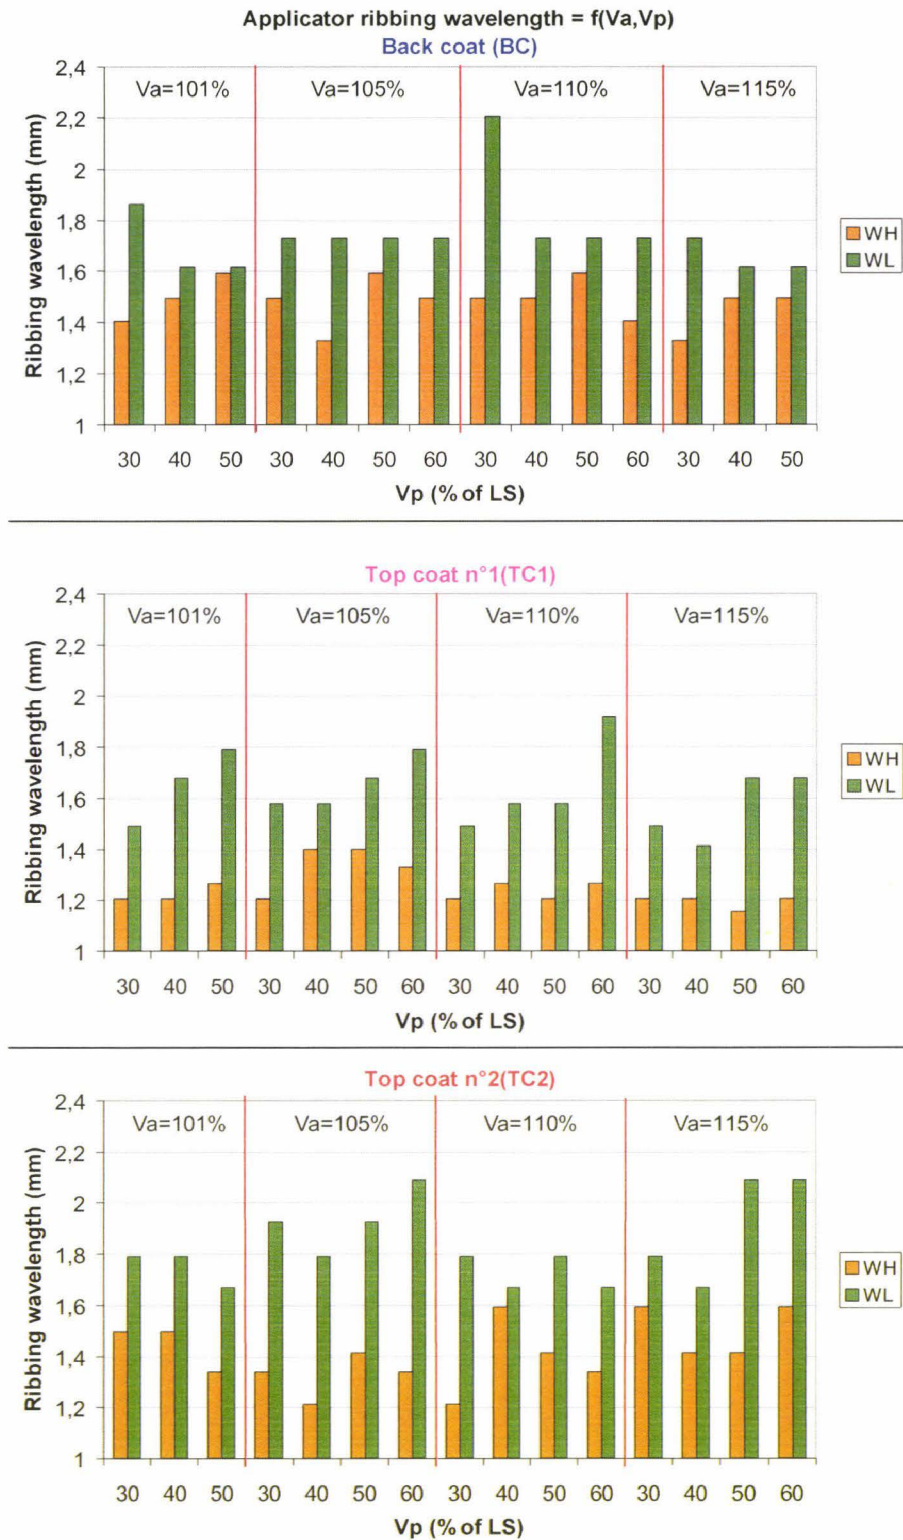 Applicator ribbing wavelength = f(Va,Vp)
Back coat (BC)
2,4
2,2
2
1,8
1,6
1,4
1,2
1
Ribbing wavelength (mm)
Va=101% Va=105% Va=110% Va=115%
WH
WL
30 40 50 30 40 50 60 30 40 50 60 30 40 50
Vp (% of LS)
Top coat n°1(TC1)
2,4
2,2
2
1,8
1,6
1,4
1,2
1
Ribbing wavelength (mm)
Va=101% Va=105% Va=110% Va=115%
WH
WL
30 40 50 30 40 50 60 30 40 50 60 30 40 50 60
Vp (% of LS)
Top coat n°2(TC2)
2,4
2,2
2
1,8
1,6
1,4
1,2
1
Ribbing wavelength (mm)
Va=101% Va=105% Va=110% Va=115%
WH
WL
30 40 50 30 40 50 60 30 40 50 60 30 40 50 60
Vp (% of LS)